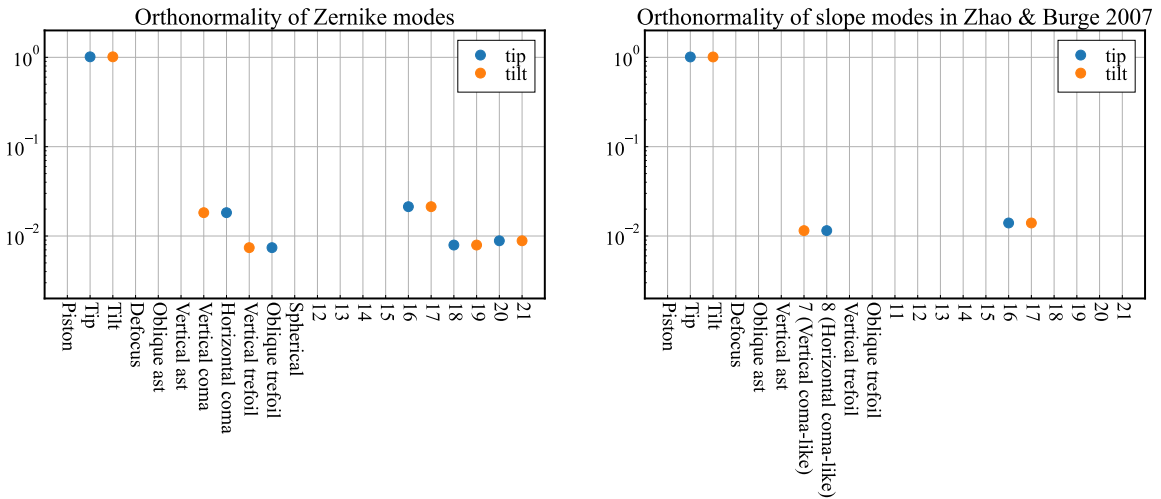 Orthonormality of Zernike modes
10^0
10^−1
10^−2
tip
tilt
Piston
Tip
Tilt
Defocus
Oblique ast
Vertical ast
Vertical coma
Horizontal coma
Vertical trefoil
Oblique trefoil
Spherical
12
13
14
15
16
17
18
19
20
21
Orthonormality of slope modes in Zhao & Burge 2007
10^0
10^−1
10^−2
tip
tilt
Piston
Tip
Tilt
Defocus
Oblique ast
Vertical ast
7 (Vertical coma-like)
8 (Horizontal coma-like)
Vertical trefoil
Oblique trefoil
11
12
13
14
15
16
17
18
19
20
21